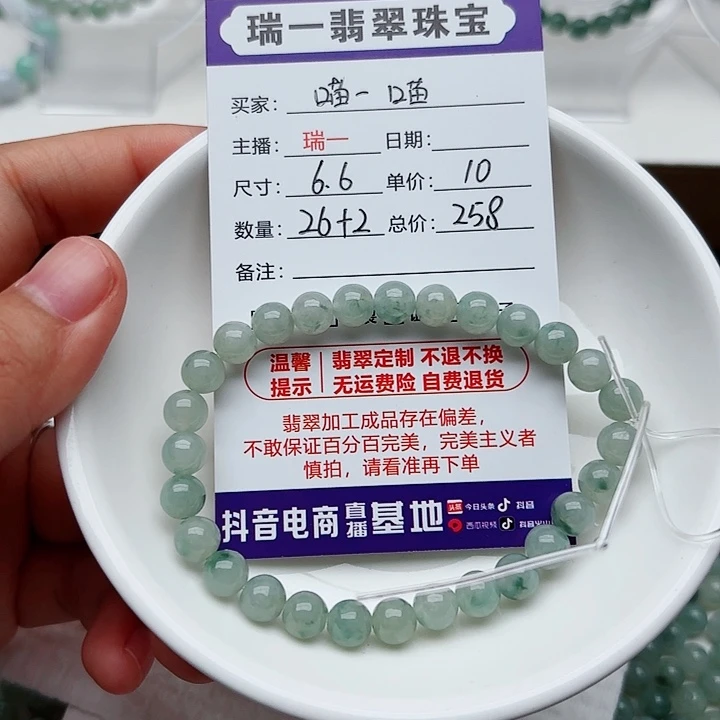 瑞一翡翠珠宝
买家: 喵一口苗
主播: 瑞一 日期:
尺寸: 6.6 单价: 10
数量: 26+2 总价: 258
备注:
温馨提示 翡翠定制 不退不换
无运费险 自费退货
翡翠加工成品存在偏差，
不敢保证百分百完美，完美主义者
慎拍，请看准再下单
抖音电商直播基地
头条 今日头条 抖音
西瓜视频